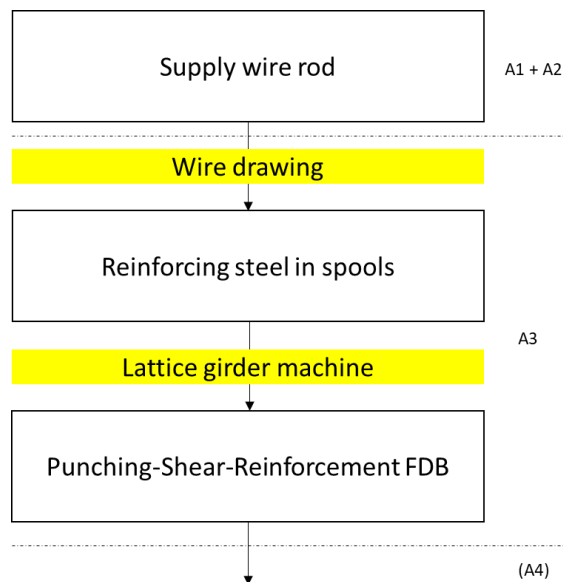 Supply wire rod
A1 + A2
Wire drawing
Reinforcing steel in spools
A3
Lattice girder machine
Punching-Shear-Reinforcement FDB
(A4)